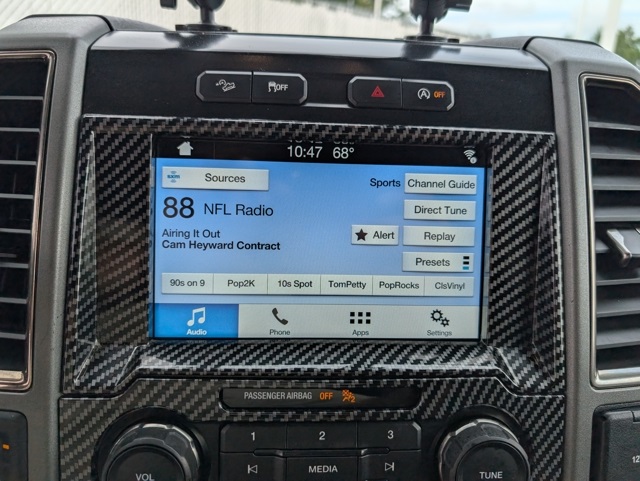 OFF
OFF
10:47 68°
Sources
Sports
Channel Guide
88 NFL Radio
Direct Tune
Airing It Out
Cam Heyward Contract
Alert
Replay
Presets
90s on 9 Pop2K 10s Spot TomPetty PopRocks ClsVinyl
Audio Phone Apps Settings
PASSENGER AIRBAG OFF
1 2 3
VOL
MEDIA
TUNE